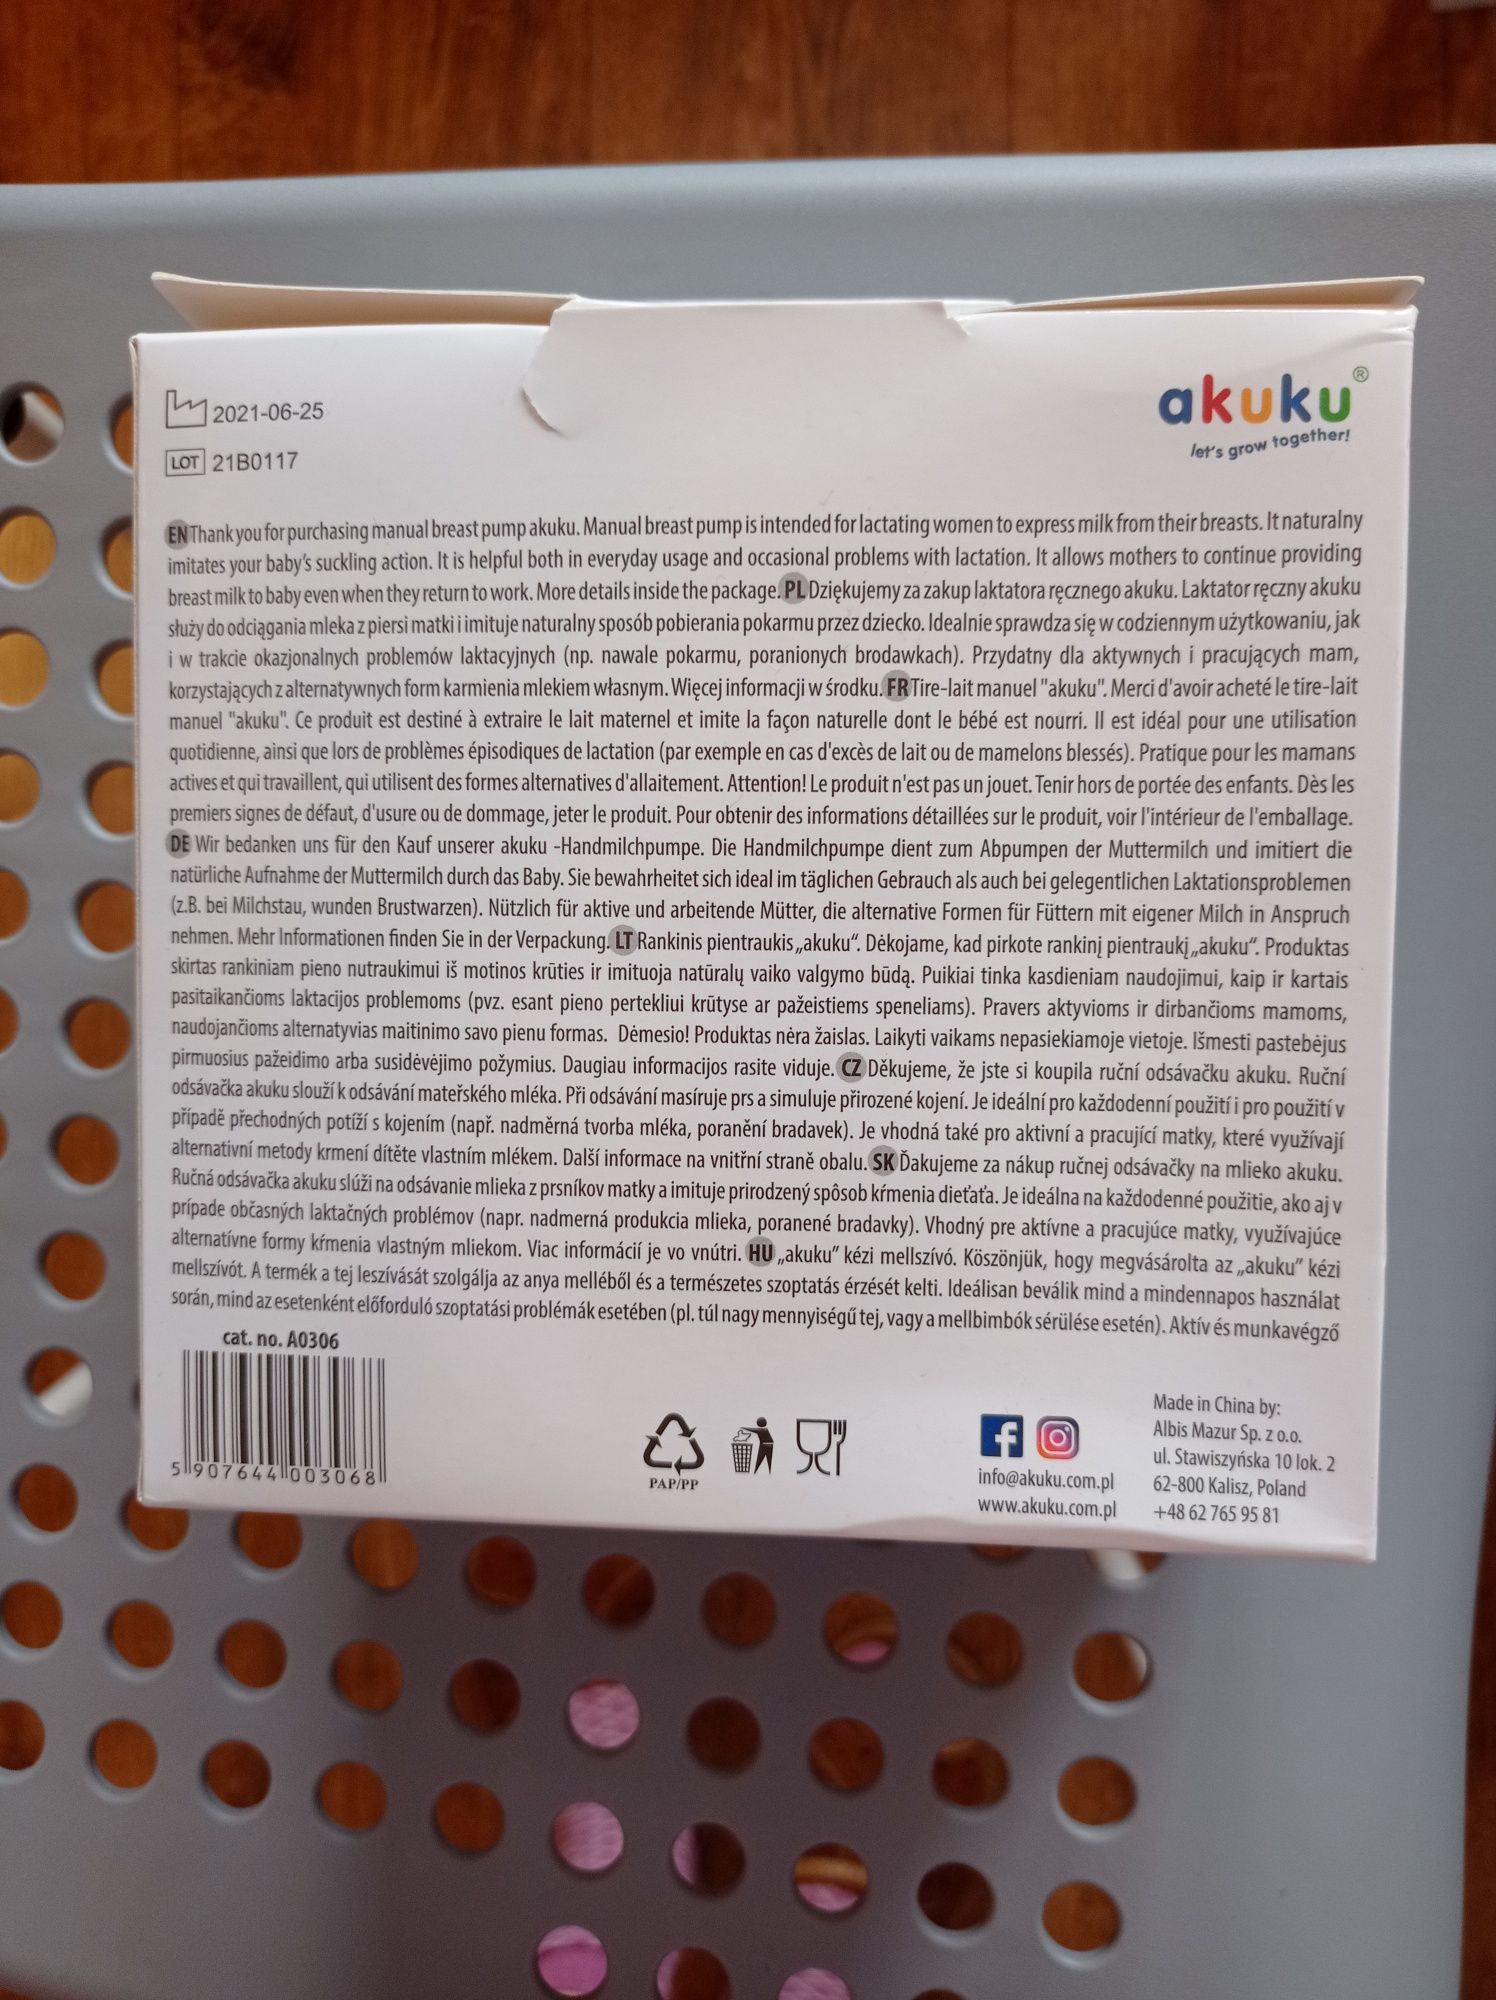 2021-06-25
LOT 21B0117
akuku®
let's grow together!
EN Thank you for purchasing manual breast pump akuku. Manual breast pump is intended for lactating women to express milk from their breasts. It naturalny
imitates your baby's suckling action. It is helpful both in everyday usage and occasional problems with lactation. It allows mothers to continue providing
breast milk to baby even when they return to work. More details inside the package. PL Dziękujemy za zakup laktatora ręcznego akuku. Laktator ręczny akuku
służy do odciągania mleka z piersi matki i imituje naturalny sposób pobierania pokarmu przez dziecko. Idealnie sprawdza się w codziennym użytkowaniu, jak
i w trakcie okazjonalnych problemów laktacyjnych (np. nawale pokarmu, poranionych brodawkach). Przydatny dla aktywnych i pracujących mam,
korzystających z alternatywnych form karmienia mlekiem własnym. Więcej informacji w środku. FR Tire-lait manuel "akuku". Merci d'avoir acheté le tire-lait
manuel "akuku". Ce produit est destiné à extraire le lait maternel et imite la façon naturelle dont le bébé est nourri. Il est idéal pour une utilisation
quotidienne, ainsi que lors de problèmes épisodiques de lactation (par exemple en cas d'excès de lait ou de mamelons blessés). Pratique pour les mamans
actives et qui travaillent, qui utilisent des formes alternatives d'allaitement. Attention! Le produit n'est pas un jouet. Tenir hors de portée des enfants. Dès les
premiers signes de défaut, d'usure ou de dommage, jeter le produit. Pour obtenir des informations détaillées sur le produit, voir l'intérieur de l'emballage.
DE Wir bedanken uns für den Kauf unserer akuku -Handmilchpumpe. Die Handmilchpumpe dient zum Abpumpen der Muttermilch und imitiert die
natürliche Aufnahme der Muttermilch durch das Baby. Sie bewahrheitet sich ideal im täglichen Gebrauch als auch bei gelegentlichen Laktationsproblemen
(z.B. bei Milchstau, wunden Brustwarzen). Nützlich für aktive und arbeitende Mütter, die alternative Formen für Füttern mit eigener Milch in Anspruch
nehmen. Mehr Informationen finden Sie in der Verpackung. LT Rankinis pientraukis „akuku“. Dėkojame, kad pirkote rankinį pientraukį „akuku“. Produktas
skirtas rankiniam pieno nutraukimui iš motinos krūties ir imituoja natūralų vaiko valgymo būdą. Puikiai tinka kasdieniam naudojimui, kaip ir kartais
pasitaikančioms laktacijos problemoms (pvz. esant pieno pertekliui krūtyse ar pažeistiems speneliams). Pravers aktyvioms ir dirbančioms mamoms,
naudojančioms alternatyvias maitinimo savo pienu formas. Dėmesio! Produktas nėra žaislas. Laikyti vaikams nepasiekiamoje vietoje. Išmesti pastebėjus
pirmuosius pažeidimo arba susidėvėjimo požymius. Daugiau informacijos rasite viduje. CZ Děkujeme, že jste si koupila ruční odsávačku akuku. Ruční
odsávačka akuku slouží k odsávání mateřského mléka. Při odsávání masíruje prs a simuluje přirozené kojení. Je ideální pro každodenní použití i pro použití v
případě přechodných potíží s kojením (např. nadměrná tvorba mléka, poranění bradavek). Je vhodná také pro aktivní a pracující matky, které využívají
alternativní metody krmení dítěte vlastním mlékem. Další informace na vnitřní straně obalu. SK Ďakujeme za nákup ručnej odsávačky na mlieko akuku.
Ručná odsávačka akuku slúži na odsávanie mlieka z prsníkov matky a imituje prirodzený spôsob kŕmenia dieťaťa. Je ideálna na každodenné použitie, ako aj v
prípade občasných laktačných problémov (napr. nadmerná produkcia mlieka, poranené bradavky). Vhodný pre aktívne a pracujúce matky, využívajúce
alternatívne formy kŕmenia vlastným mliekom. Viac informácií je vo vnútri. HU „akuku” kézi mellszívó. Köszönjük, hogy megvásárolta az „akuku” kézi
mellszívót. A termék a tej leszívását szolgálja az anya melléből és a természetes szoptatás érzését kelti. Ideálisan beválik mind a mindennapos használat
során, mind az esetenként előforduló szoptatási problémák esetében (pl. túl nagy mennyiségű tej, vagy a mellbimbók sérülése esetén). Aktív és munkavégző
cat. no. A0306
5 907644 003068
PAP/PP
info@akuku.com.pl
www.akuku.com.pl
Made in China by:
Albis Mazur Sp. z o.o.
ul. Stawiszyńska 10 lok. 2
62-800 Kalisz, Poland
+48 62 765 95 81